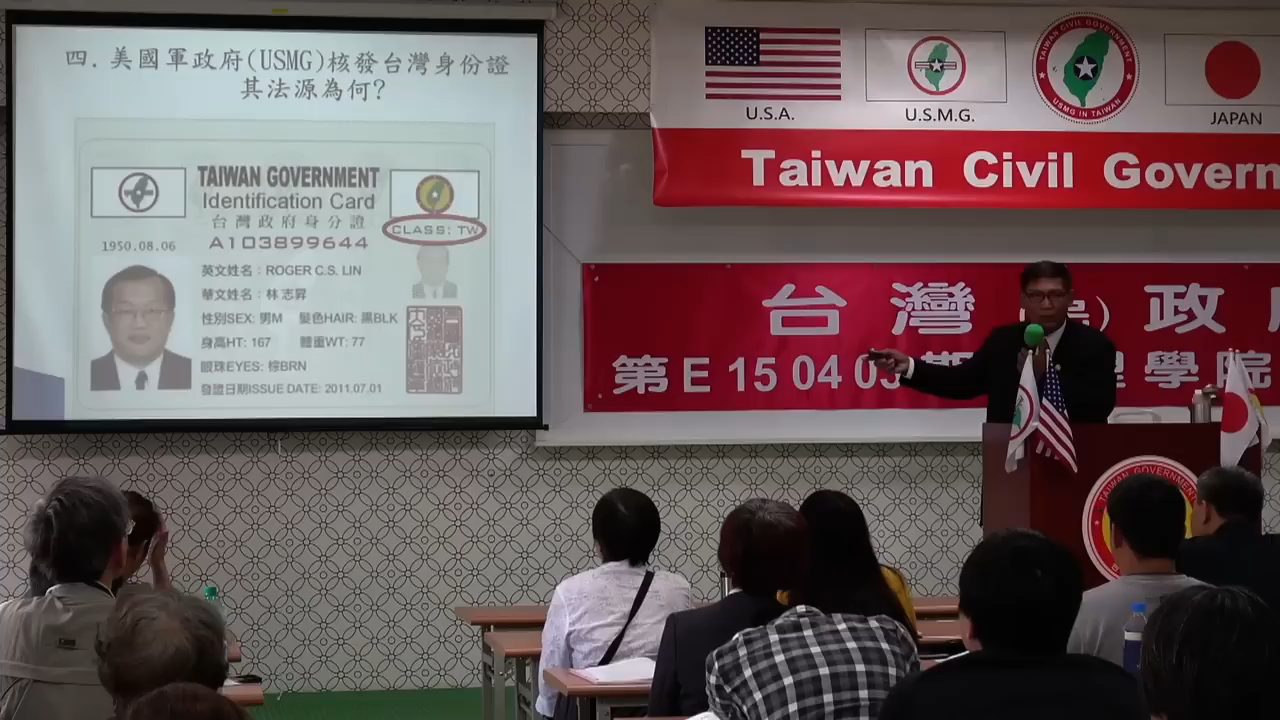 四. 美國軍政府(USMG)核發台灣身份證
其法源為何?
TAIWAN GOVERNMENT
Identification Card
台灣政府身分證
CLASS: TW
1950.08.06
A103899644
英文姓名：ROGER C.S. LIN
華文姓名：林 志昇
性別SEX: 男M 髮色HAIR: 黑BLK
身高HT: 167 體重WT: 77
眼珠EYES: 棕BRN
發證日期ISSUE DATE: 2011.07.01
U.S.A.
U.S.M.G.
TAIWAN CIVIL GOVERNMENT
USMG IN TAIWAN
JAPAN
Taiwan Civil Govern
台 灣 ) 政
第 E 15 04 03 學 院
TAIWAN GOVERNMENT